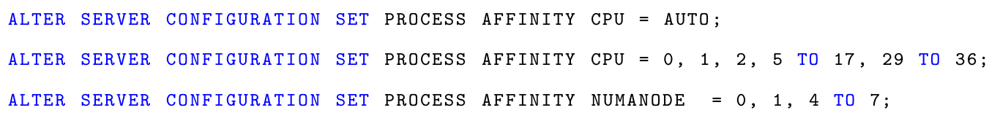 ALTER SERVER CONFIGURATION SET PROCESS AFFINITY CPU = AUTO;
ALTER SERVER CONFIGURATION SET PROCESS AFFINITY CPU = 0, 1, 2, 5 TO 17, 29 TO 36;
ALTER SERVER CONFIGURATION SET PROCESS AFFINITY NUMANODE  = 0, 1, 4 TO 7;